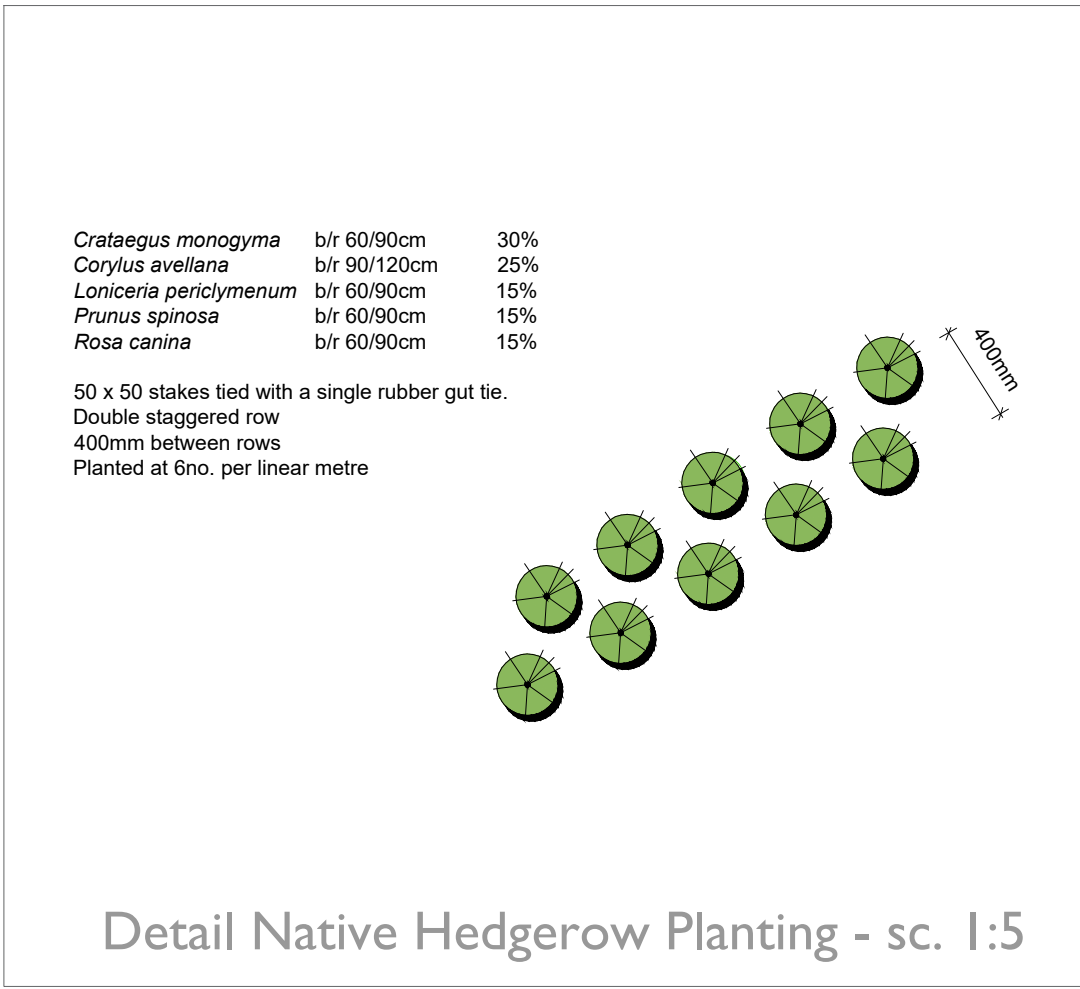 Crataegus monogyma b/r 60/90cm 30%
Corylus avellana b/r 90/120cm 25%
Loniceria periclymenum b/r 60/90cm 15%
Prunus spinosa b/r 60/90cm 15%
Rosa canina b/r 60/90cm 15%
50 x 50 stakes tied with a single rubber gut tie.
Double staggered row
400mm between rows
Planted at 6no. per linear metre
400mm
Detail Native Hedgerow Planting - sc. 1:5